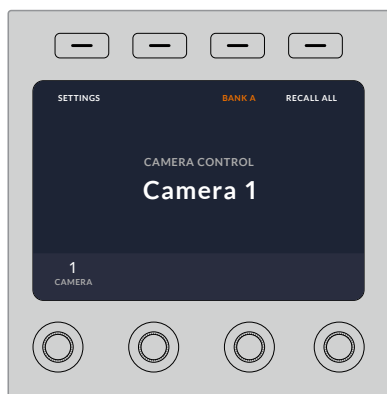 SETTINGS BANK A RECALL ALL
CAMERA CONTROL
Camera 1
1
CAMERA